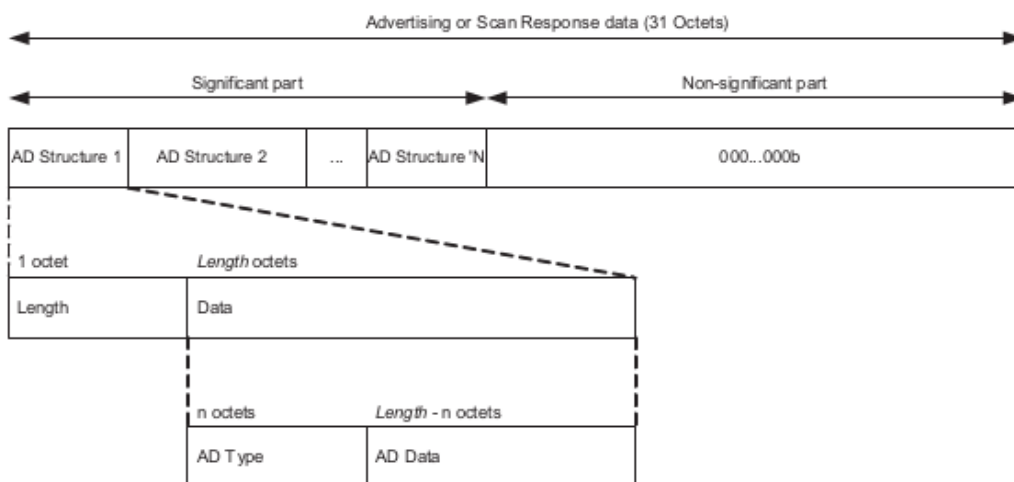 Advertising or Scan Response data (31 Octets)
Significant part Non-significant part
AD Structure 1 AD Structure 2 ... AD Structure 'N 000...000b
1 octet Length octets
Length Data
n octets Length - n octets
AD Type AD Data